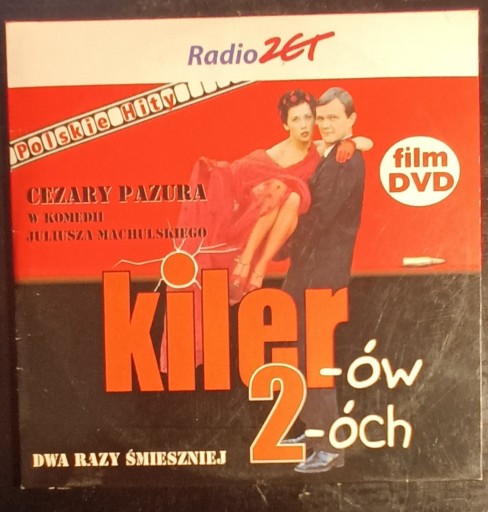 Radio ZET
Polskie Hity
film
DVD
CEZARY PAZURA
W KOMEDII
JULIUSZA MACHULSKIEGO
kiler-ów
2-óch
DWA RAZY ŚMIESZNIEJ